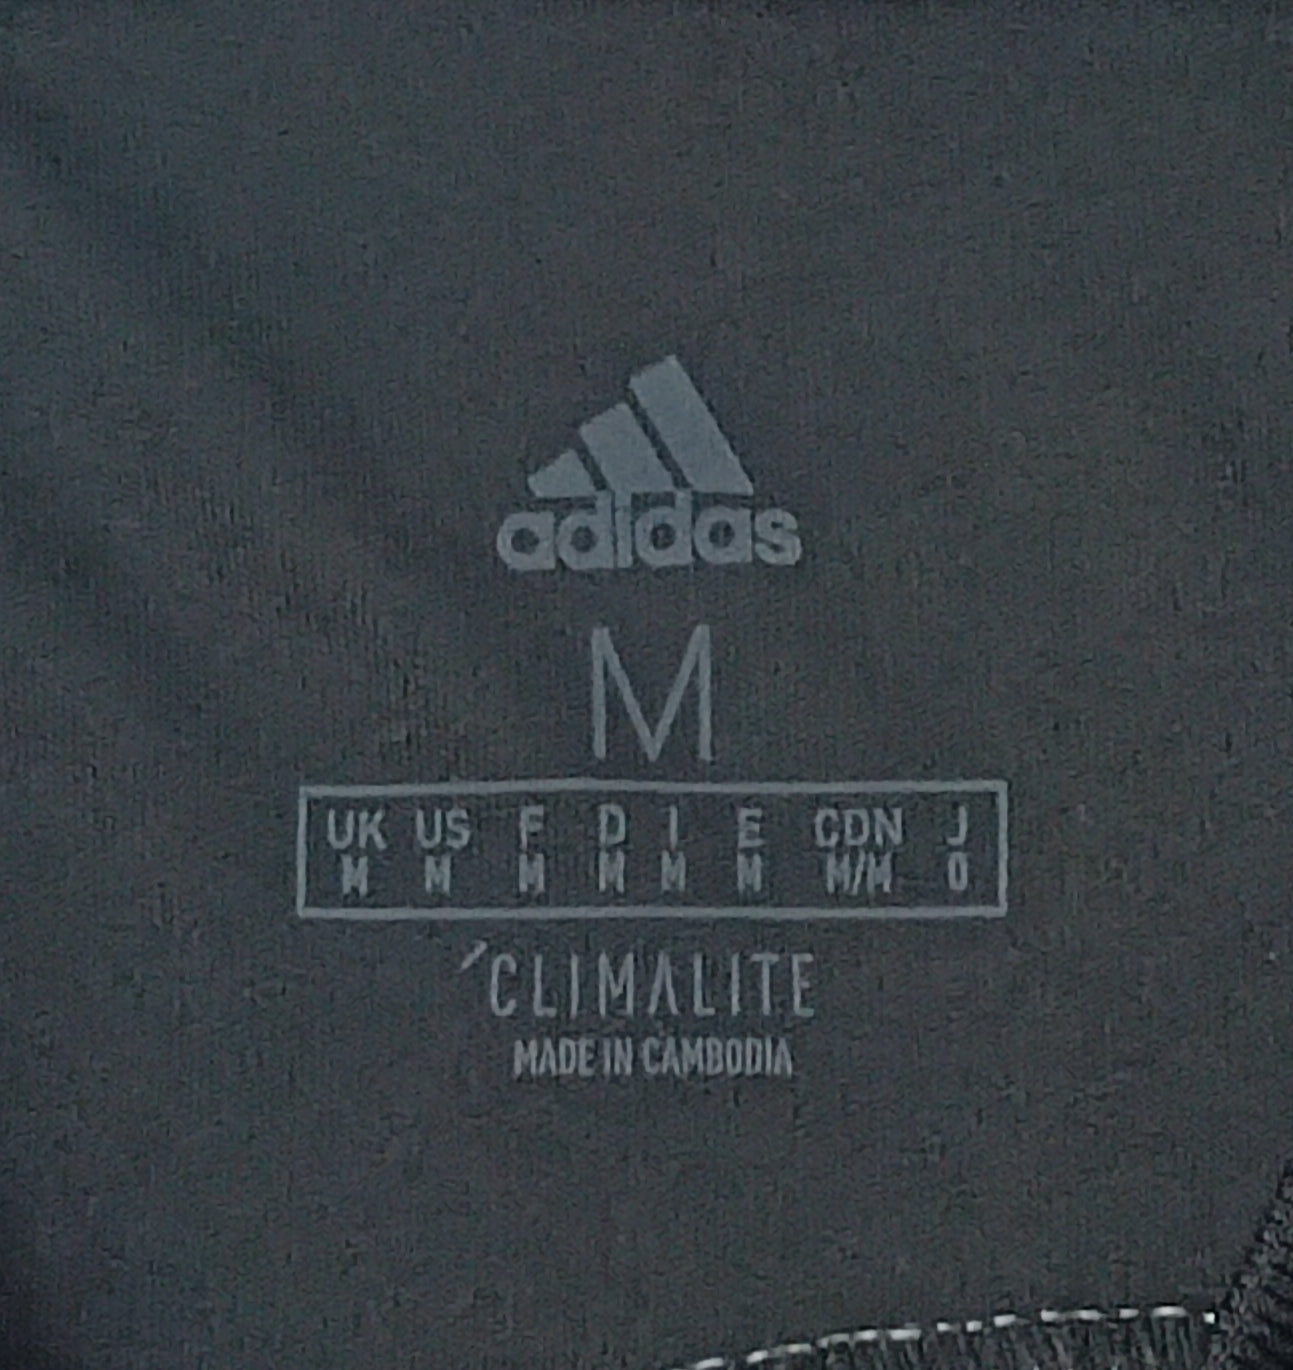 adidas
M
UK US F D I E CDN J
M M M M M M M/M O
CLIMALITE
MADE IN CAMBODIA